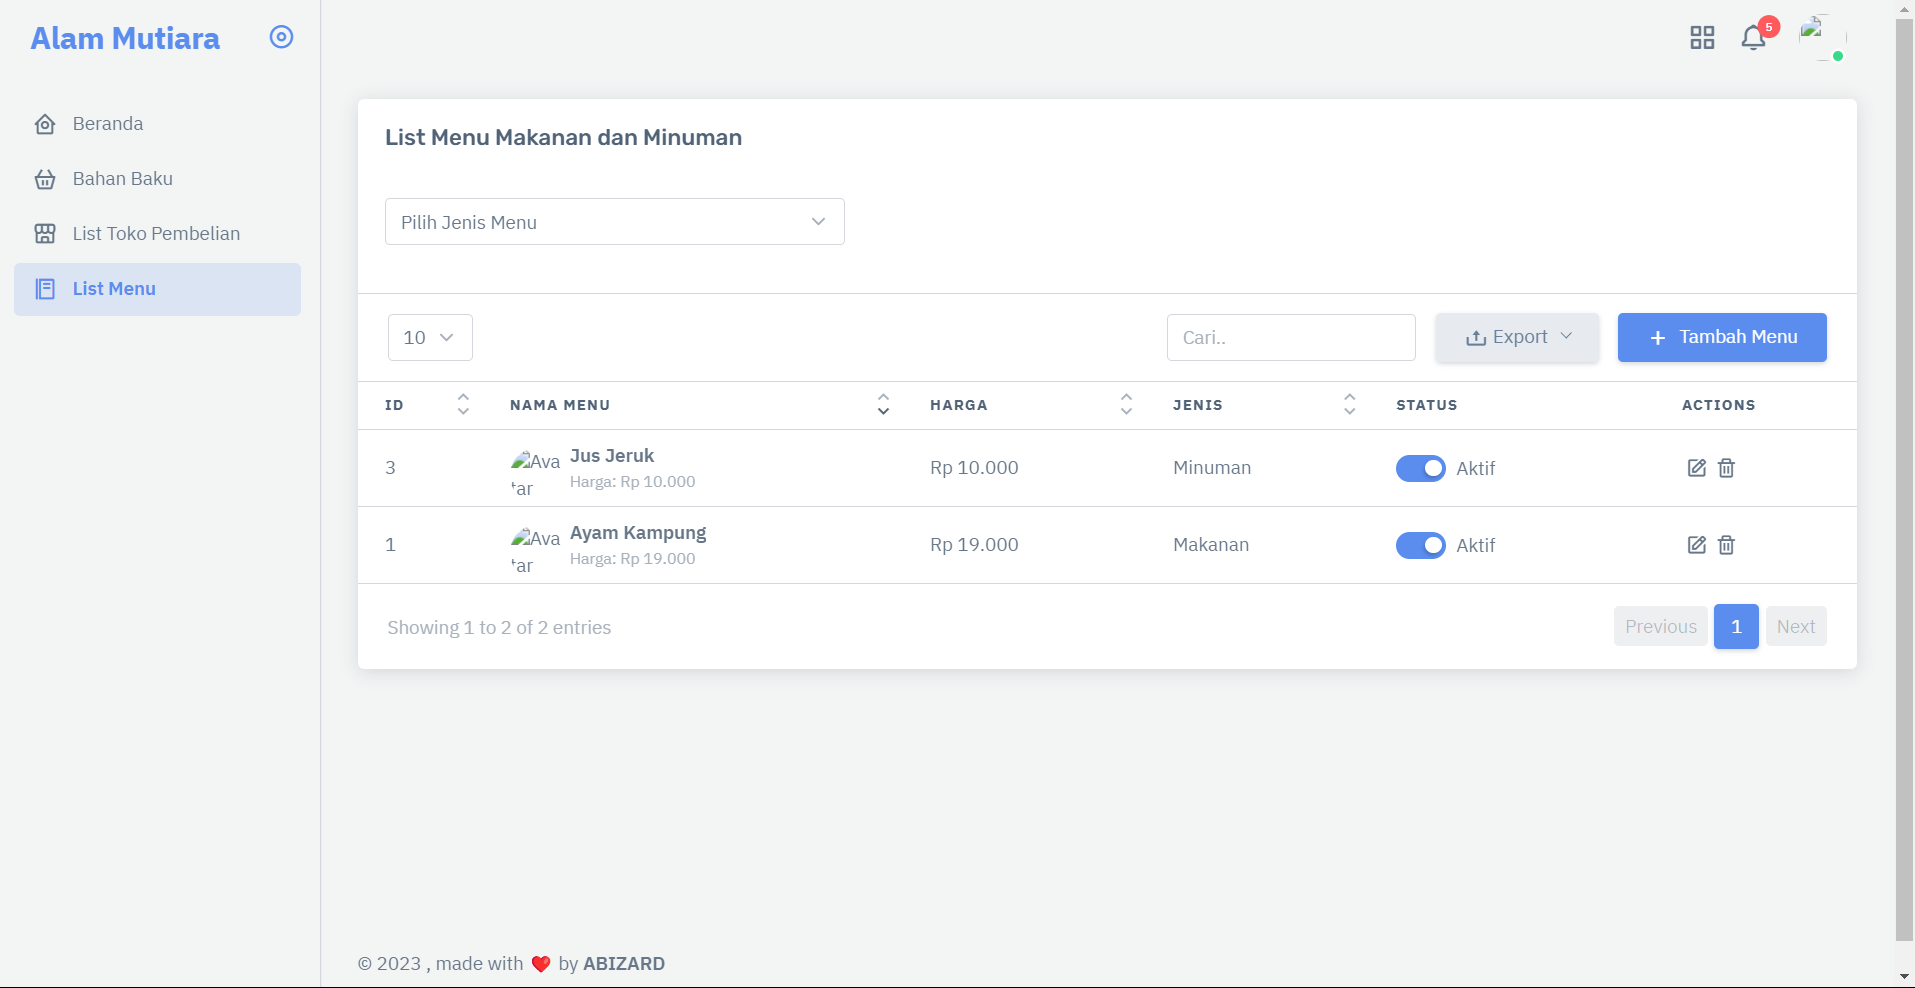 Alam Mutiara
5
Beranda
Bahan Baku
List Toko Pembelian
List Menu
List Menu Makanan dan Minuman
Pilih Jenis Menu
10 Cari.. Export + Tambah Menu
ID NAMA MENU HARGA JENIS STATUS ACTIONS
3 Avatar Jus Jeruk Rp 10.000 Minuman Aktif
Harga: Rp 10.000
1 Avatar Ayam Kampung Rp 19.000 Makanan Aktif
Harga: Rp 19.000
Showing 1 to 2 of 2 entries Previous 1 Next
© 2023 , made with ❤️ by ABIZARD